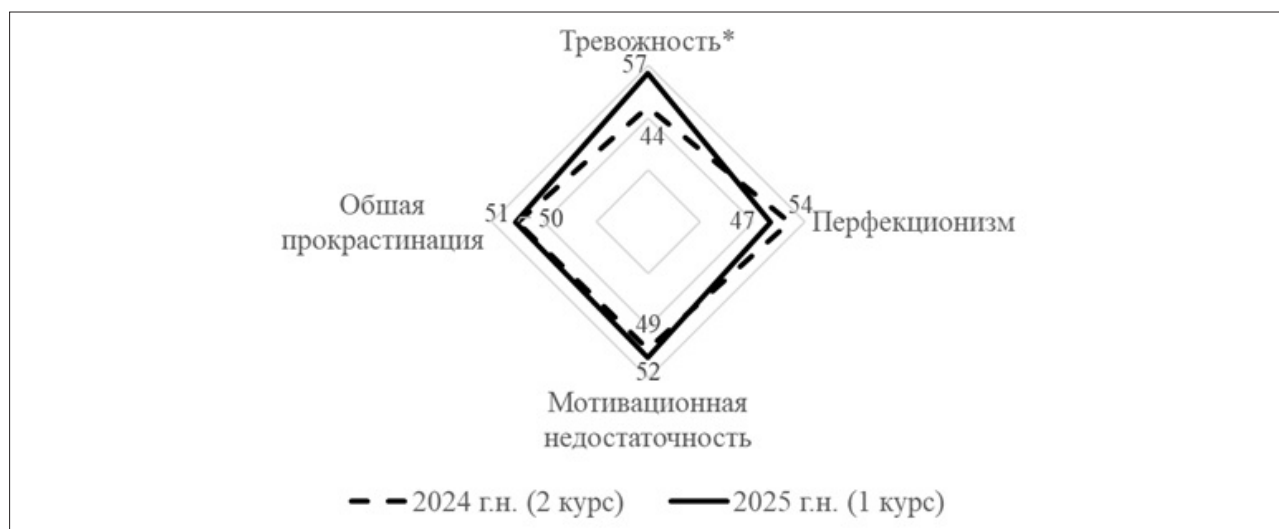 Тревожность*
57
44
Обшая
прокрастинация
51
50
47
54
Перфекционизм
49
52
Мотивационная
недостаточность
2024 г.н. (2 курс)
2025 г.н. (1 курс)